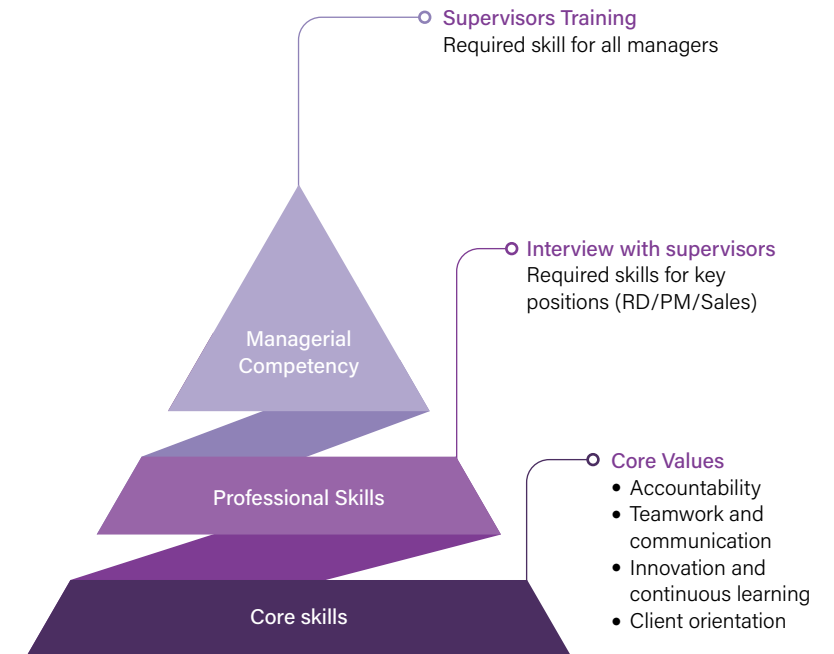 Supervisors Training
Required skill for all managers
Interview with supervisors
Required skills for key
positions (RD/PM/Sales)
Managerial
Competency
Core Values
• Accountability
• Teamwork and
communication
• Innovation and
continuous learning
• Client orientation
Professional Skills
Core skills